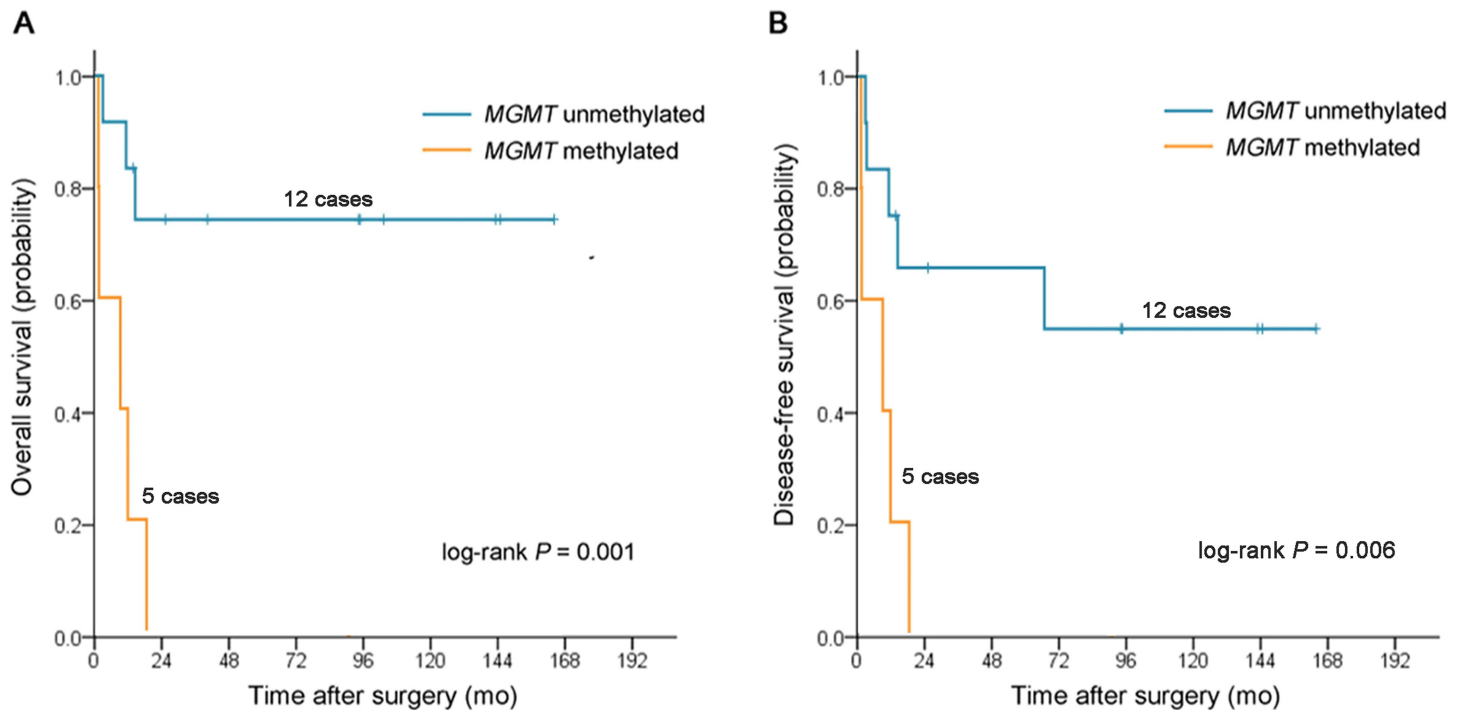 A
Overall survival (probability)
1.0
0.8
0.6
0.4
0.2
0.0
MGMT unmethylated
MGMT methylated
12 cases
5 cases
log-rank P = 0.001
0 24 48 72 96 120 144 168 192
Time after surgery (mo)
B
Disease-free survival (probability)
1.0
0.8
0.6
0.4
0.2
0.0
MGMT unmethylated
MGMT methylated
12 cases
5 cases
log-rank P = 0.006
0 24 48 72 96 120 144 168 192
Time after surgery (mo)